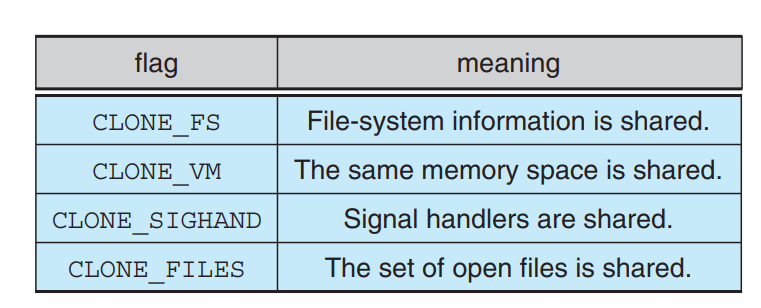 flag meaning
CLONE_FS File-system information is shared.
CLONE_VM The same memory space is shared.
CLONE_SIGHAND Signal handlers are shared.
CLONE_FILES The set of open files is shared.